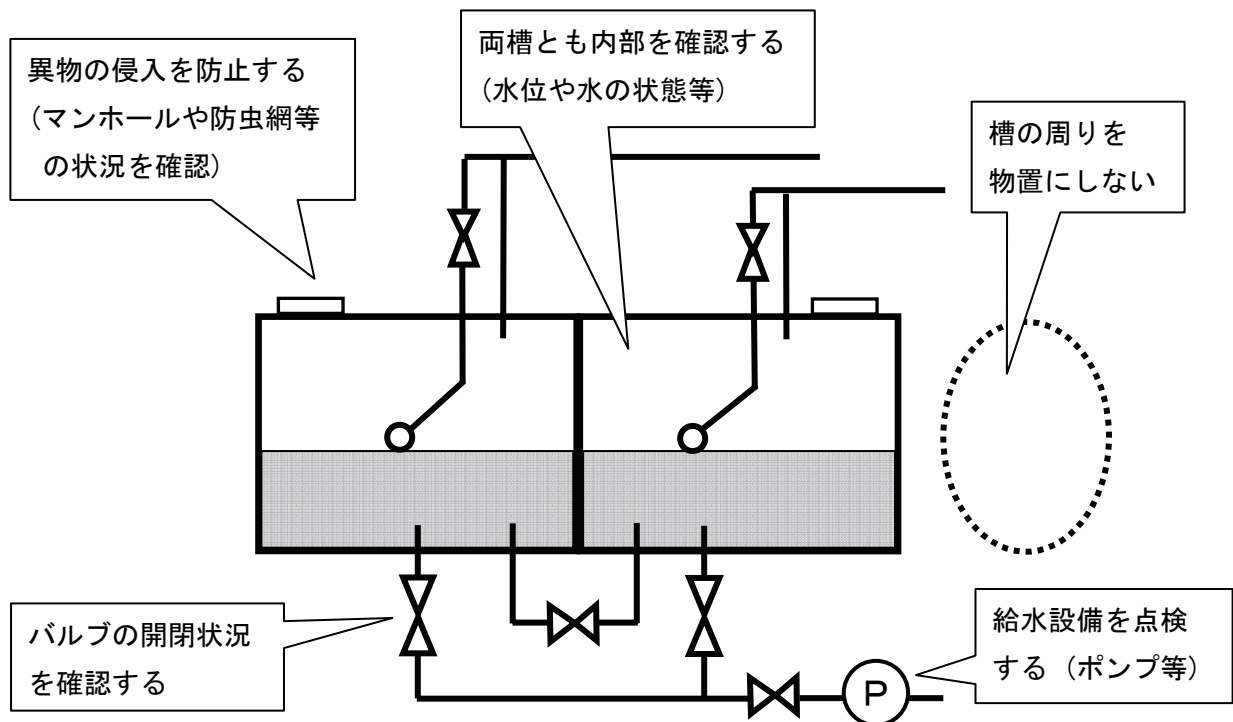 異物の侵入を防止する
（マンホールや防虫網等
の状況を確認）
両槽とも内部を確認する
（水位や水の状態等）
槽の周りを
物置にしない
バルブの開閉状況
を確認する
給水設備を点検
する（ポンプ等）
P